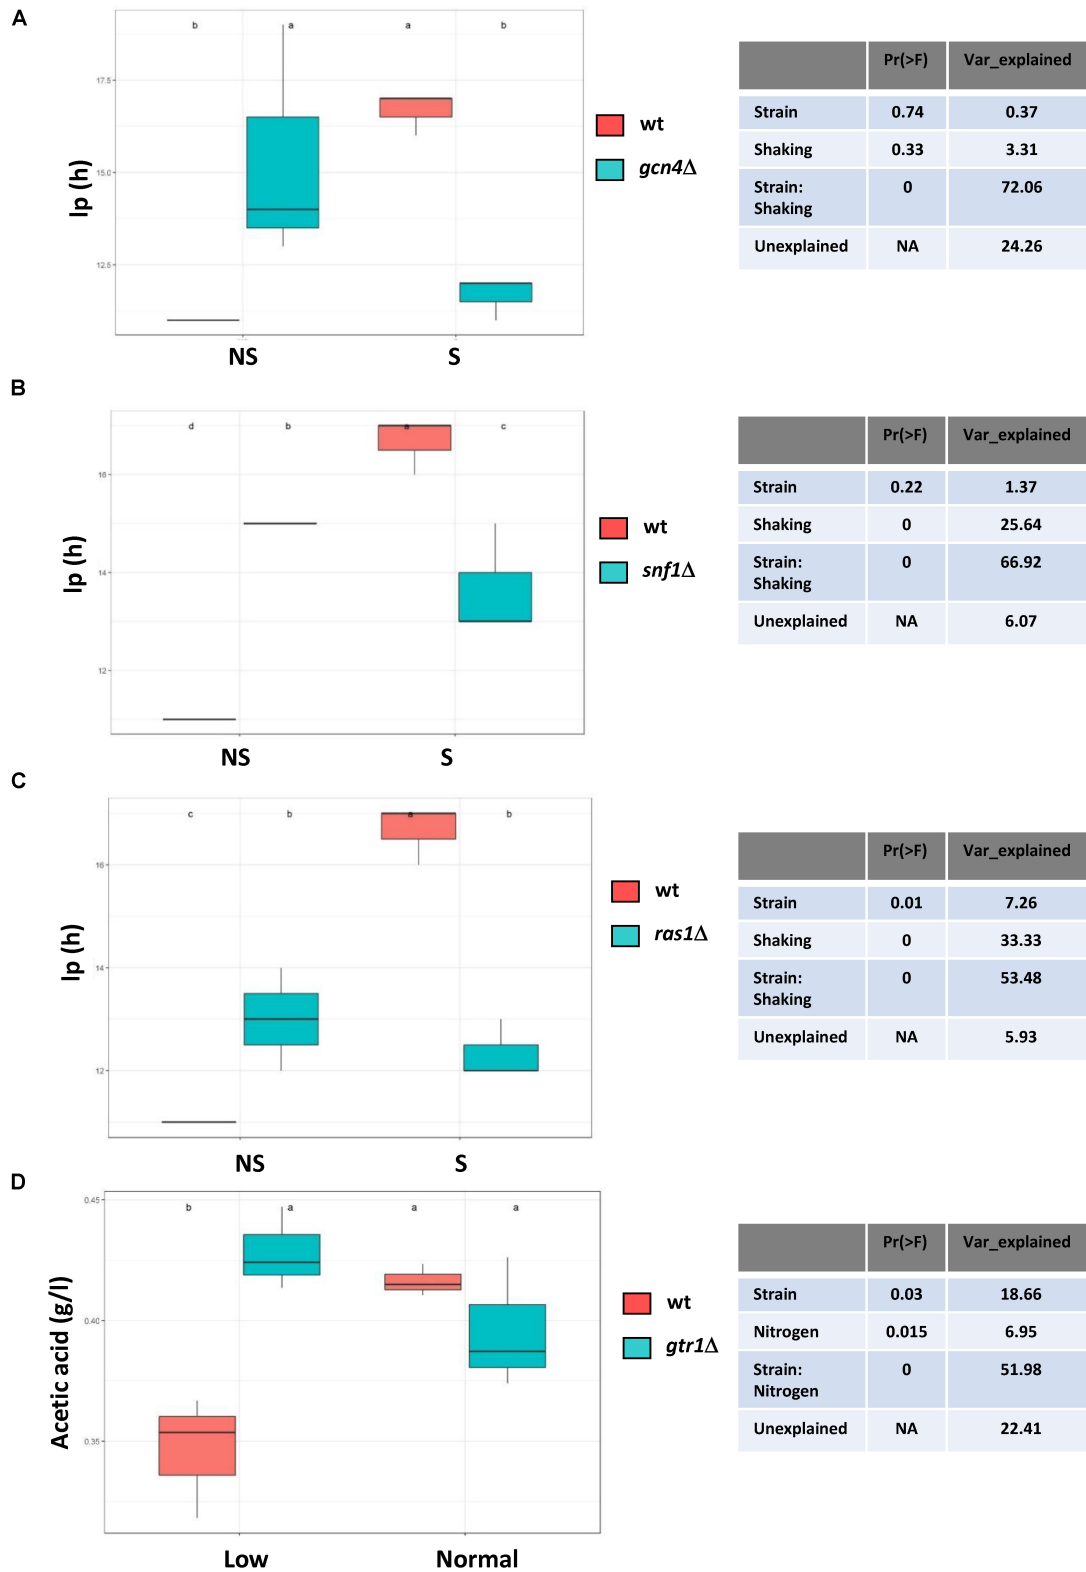 A
b a a b
17.5
15.0
12.5
lp (h)
NS S
wt
gcn4Δ
Pr(>F) Var_explained
Strain 0.74 0.37
Shaking 0.33 3.31
Strain: 0 72.06
Shaking
Unexplained NA 24.26
B
d b a c
16
14
12
lp (h)
NS S
wt
snf1Δ
Pr(>F) Var_explained
Strain 0.22 1.37
Shaking 0 25.64
Strain: 0 66.92
Shaking
Unexplained NA 6.07
C
c b a b
16
14
12
lp (h)
NS S
wt
ras1Δ
Pr(>F) Var_explained
Strain 0.01 7.26
Shaking 0 33.33
Strain: 0 53.48
Shaking
Unexplained NA 5.93
D
b a a a
0.45
0.40
0.35
Acetic acid (g/l)
Low Normal
wt
gtr1Δ
Pr(>F) Var_explained
Strain 0.03 18.66
Nitrogen 0.015 6.95
Strain: 0 51.98
Nitrogen
Unexplained NA 22.41